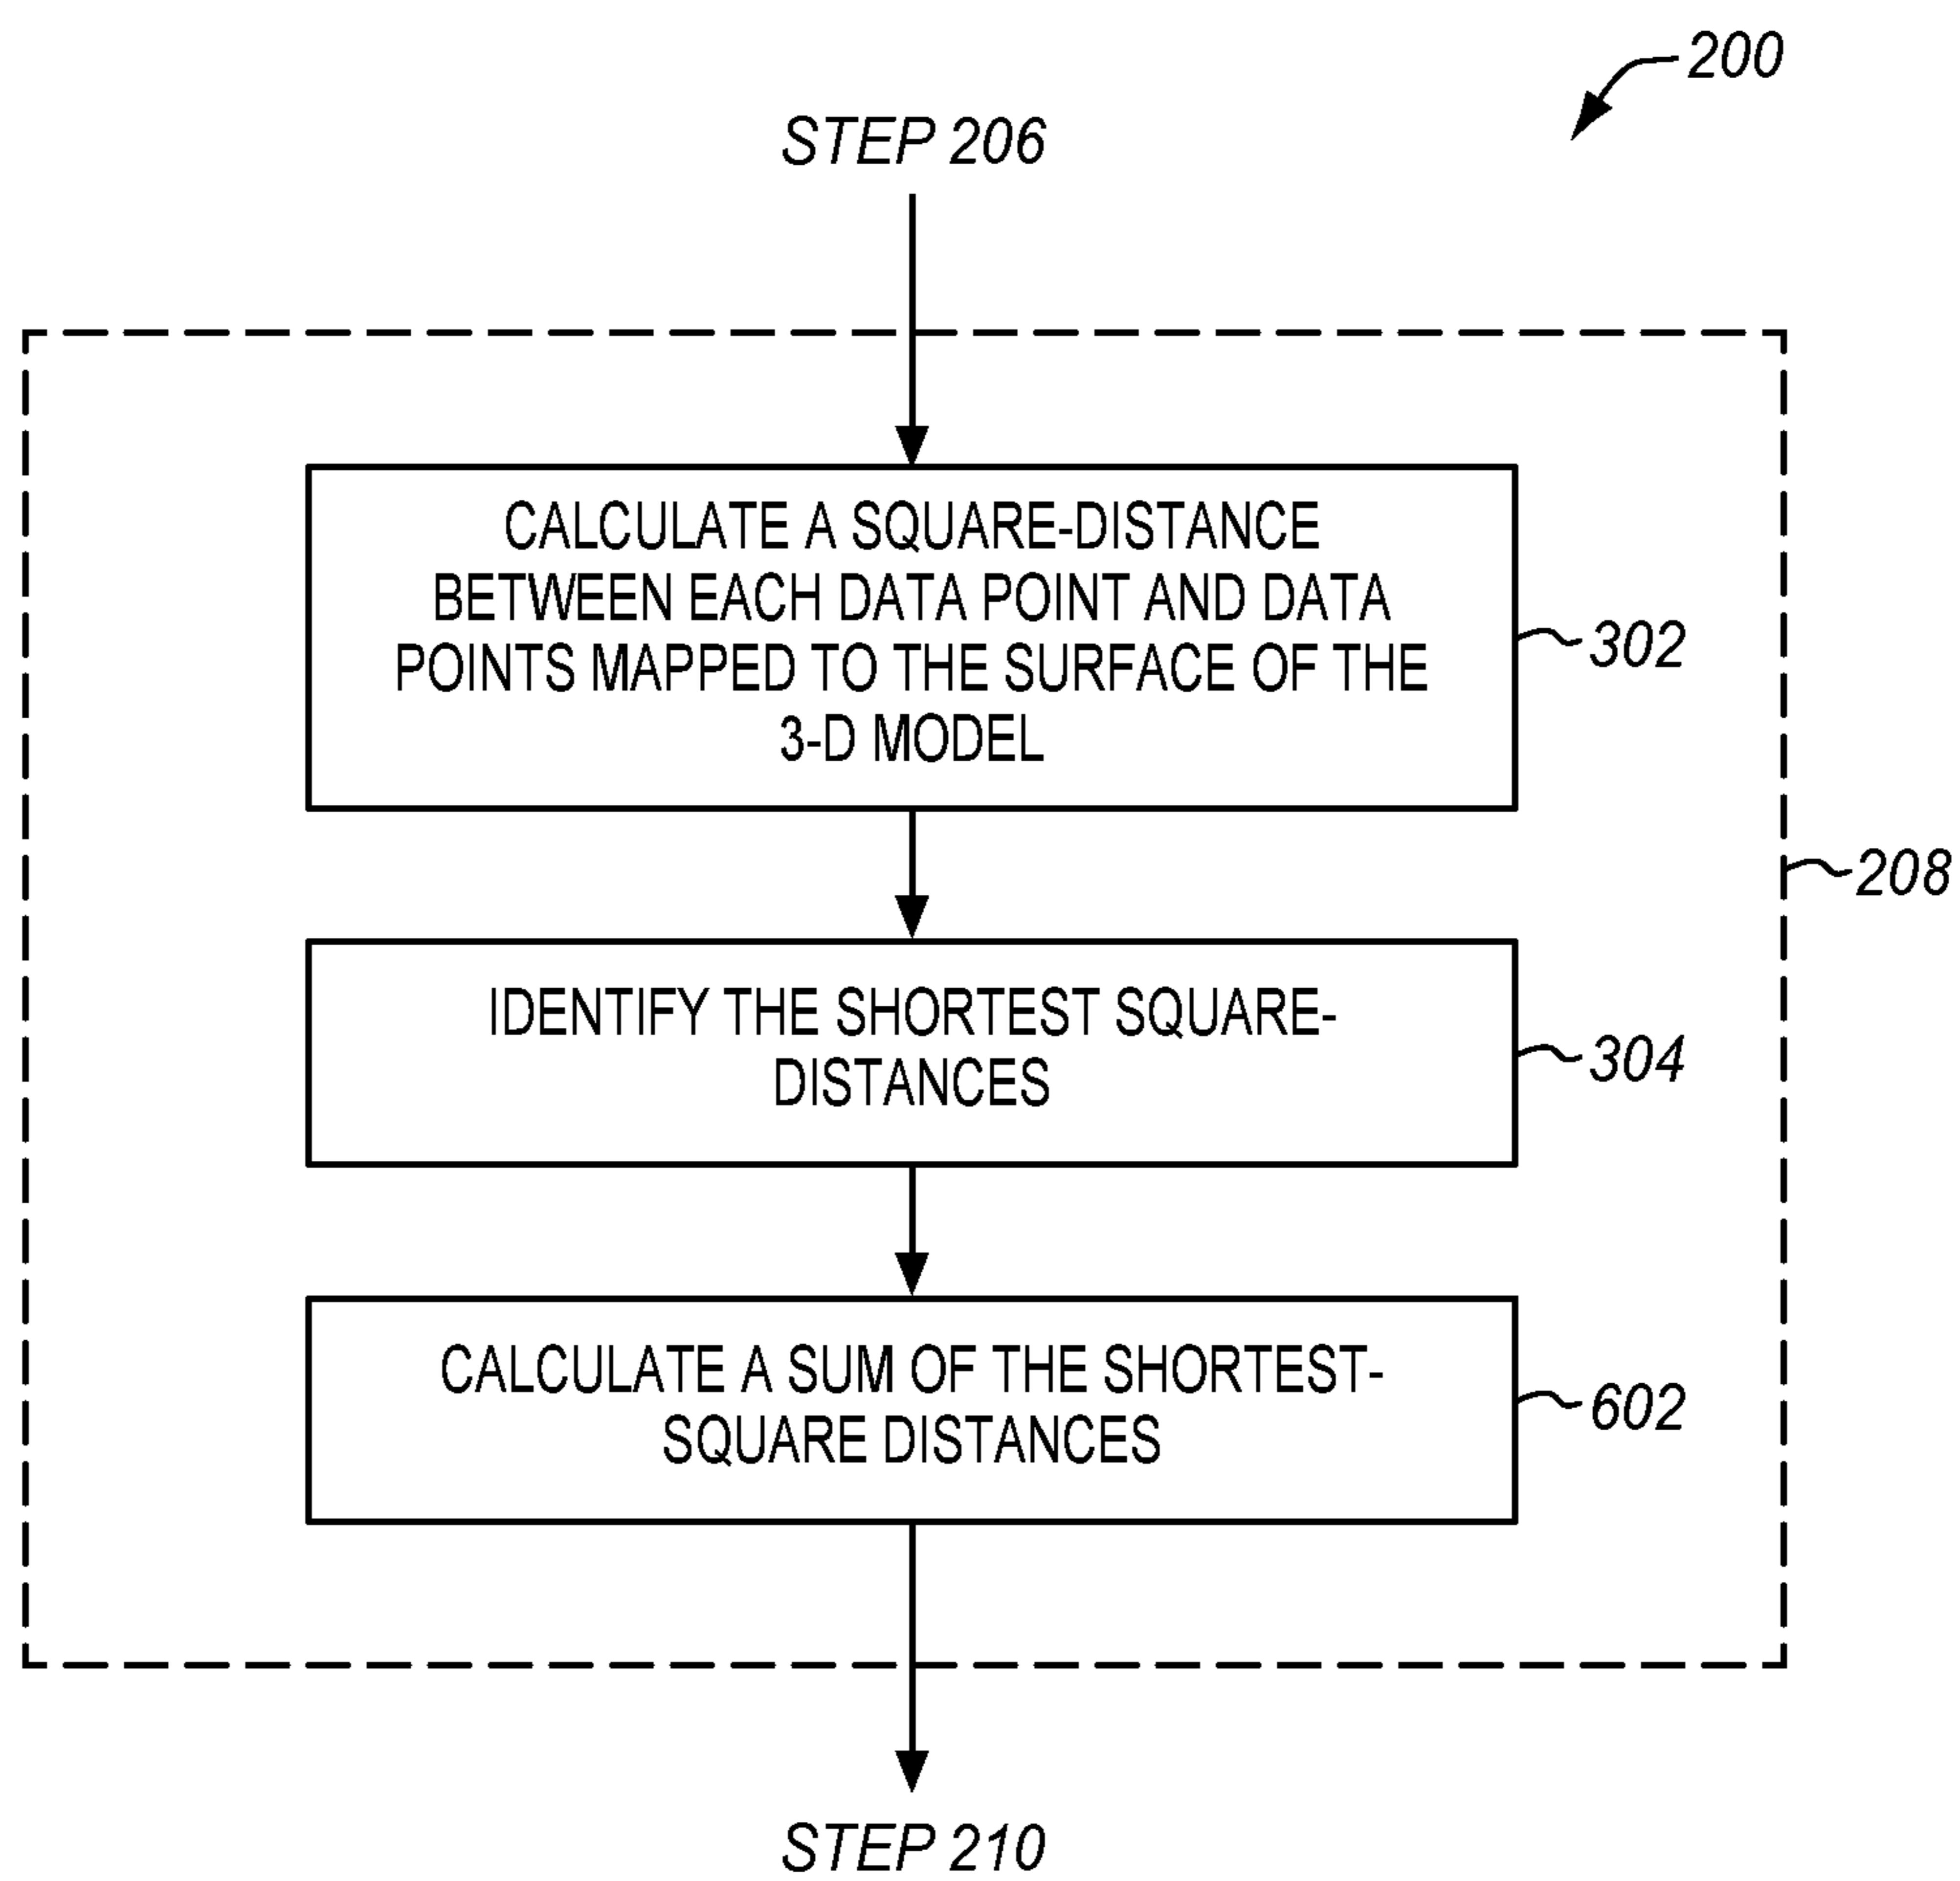 200
STEP 206
CALCULATE A SQUARE-DISTANCE
BETWEEN EACH DATA POINT AND DATA
POINTS MAPPED TO THE SURFACE OF THE
3-D MODEL
302
208
IDENTIFY THE SHORTEST SQUARE-
DISTANCES
304
CALCULATE A SUM OF THE SHORTEST-
SQUARE DISTANCES
602
STEP 210